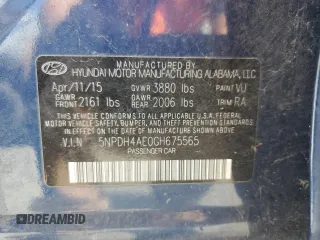 MANUFACTURED BY
HYUNDAI MOTOR MANUFACTURING ALABAMA, LLC
Apr/11/15 GVWR 3880 lbs PAINT VU
GAWR FRONT 2161 lbs GAWR REAR 2006 lbs TRIM RA
THIS VEHICLE CONFORMS TO ALL APPLICABLE FEDERAL MOTOR VEHICLE
SAFETY, BUMPER, AND THEFT PREVENTION STANDARDS IN EFFECT
ON THE DATE OF MANUFACTURE SHOWN ABOVE.
V.I.N 5NPDH4AE0GH675565
PASSENGER CAR
DREAMBID
DREAMBID.COM